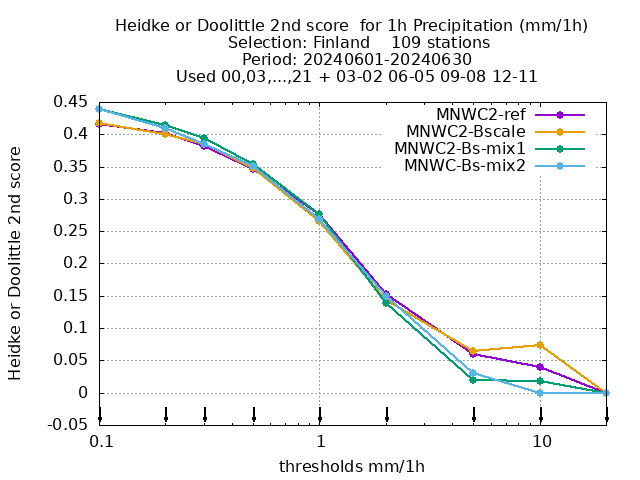 Heidke or Doolittle 2nd score  for 1h Precipitation (mm/1h)
Selection: Finland    109 stations
Period: 20240601-20240630
Used 00,03,...,21 + 03-02 06-05 09-08 12-11
MNWC2-ref
MNWC2-Bscale
MNWC2-Bs-mix1
MNWC-Bs-mix2
Heidke or Doolittle 2nd score
0.45
0.4
0.35
0.3
0.25
0.2
0.15
0.1
0.05
0
-0.05
0.1
1
10
thresholds mm/1h